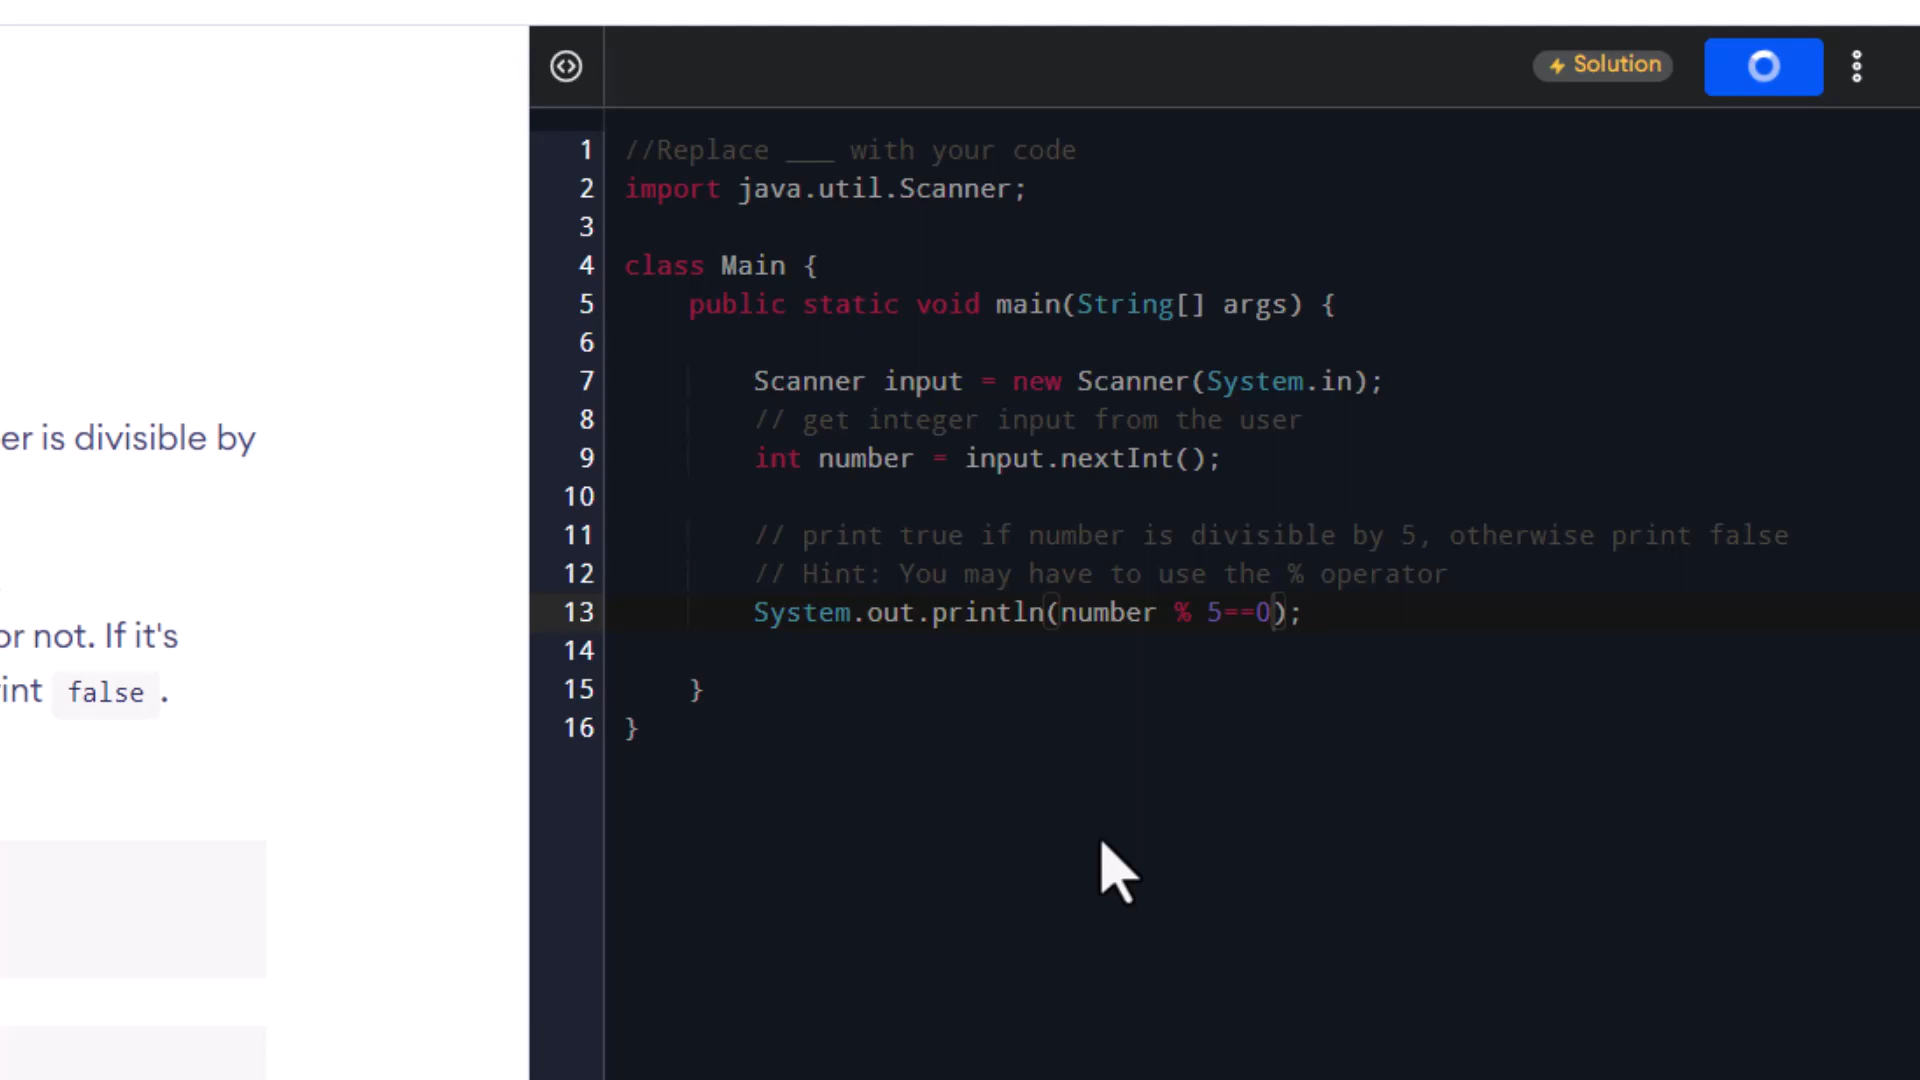 er is divisible by
or not. If it's
int false .
Solution
1 //Replace ___ with your code
2 import java.util.Scanner;
3
4 class Main {
5 public static void main(String[] args) {
6
7 Scanner input = new Scanner(System.in);
8 // get integer input from the user
9 int number = input.nextInt();
10
11 // print true if number is divisible by 5, otherwise print false
12 // Hint: You may have to use the % operator
13 System.out.println(number % 5==0);
14
15 }
16 }